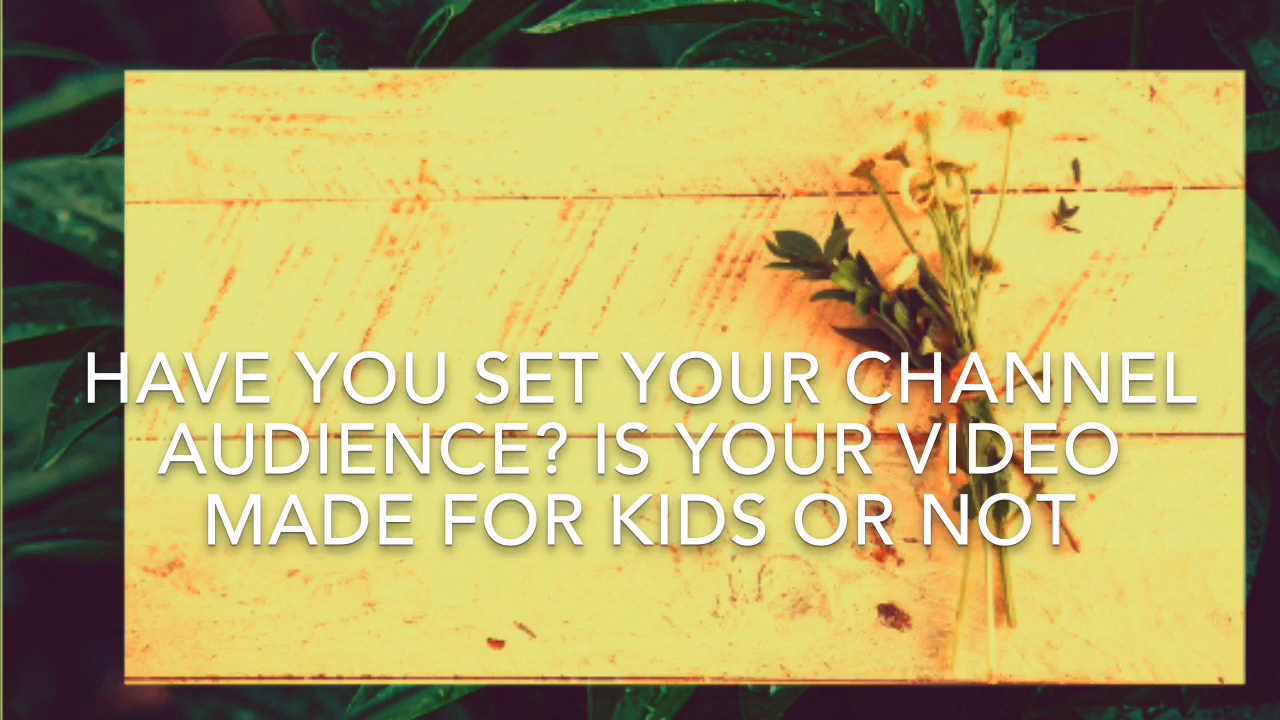 HAVE YOU SET YOUR CHANNEL
AUDIENCE? IS YOUR VIDEO
MADE FOR KIDS OR NOT